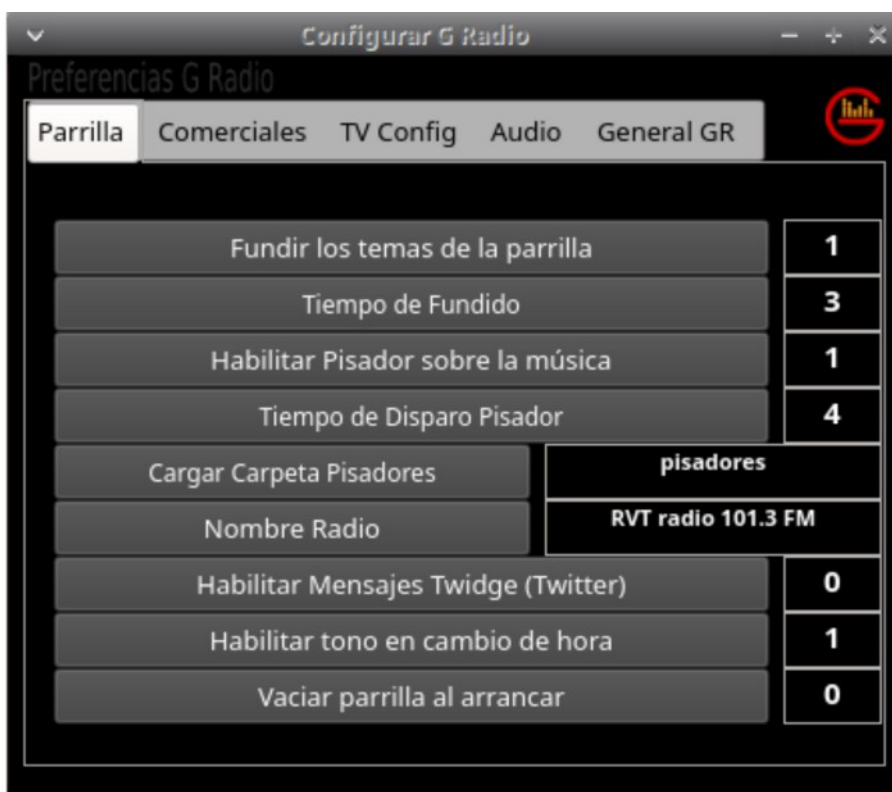 Configurar G Radio
Preferencias G Radio
Parrilla Comerciales TV Config Audio General GR
Fundir los temas de la parrilla 1
Tiempo de Fundido 3
Habilitar Pisador sobre la música 1
Tiempo de Disparo Pisador 4
Cargar Carpeta Pisadores pisadores
Nombre Radio RVT radio 101.3 FM
Habilitar Mensajes Twidge (Twitter) 0
Habilitar tono en cambio de hora 1
Vaciar parrilla al arrancar 0